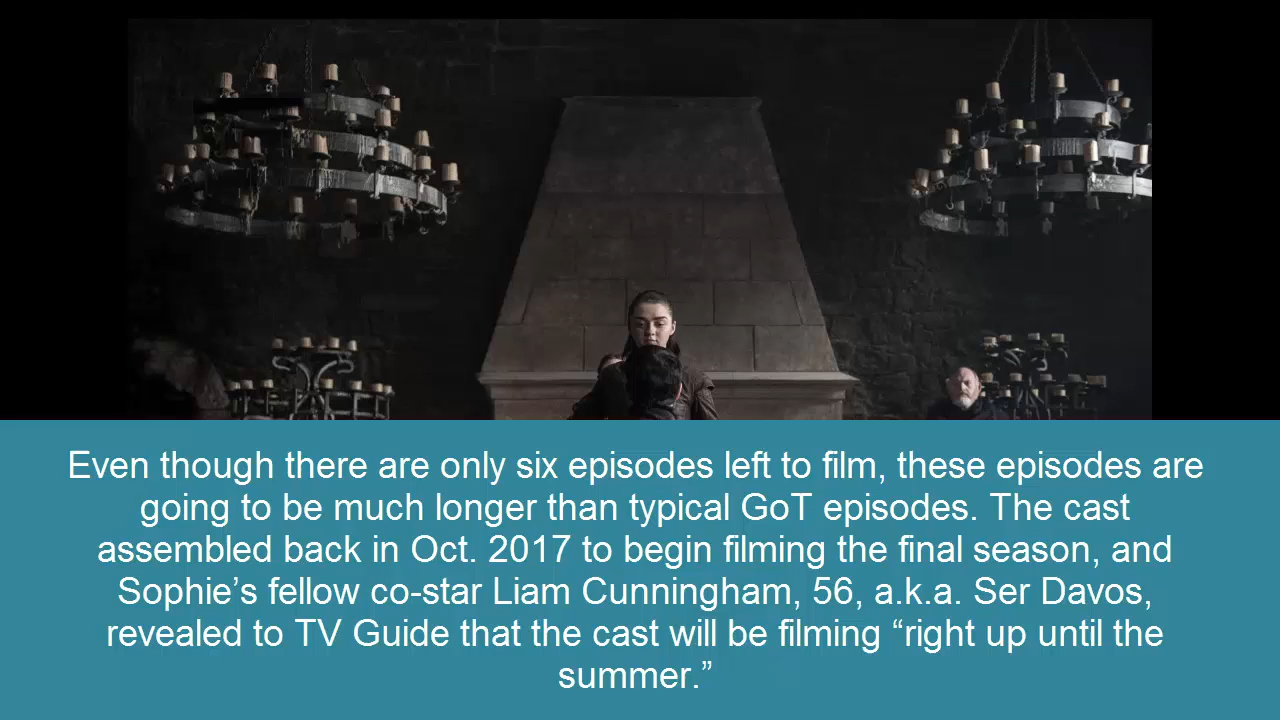 Even though there are only six episodes left to film, these episodes are
going to be much longer than typical GoT episodes. The cast
assembled back in Oct. 2017 to begin filming the final season, and
Sophie’s fellow co-star Liam Cunningham, 56, a.k.a. Ser Davos,
revealed to TV Guide that the cast will be filming “right up until the
summer.”